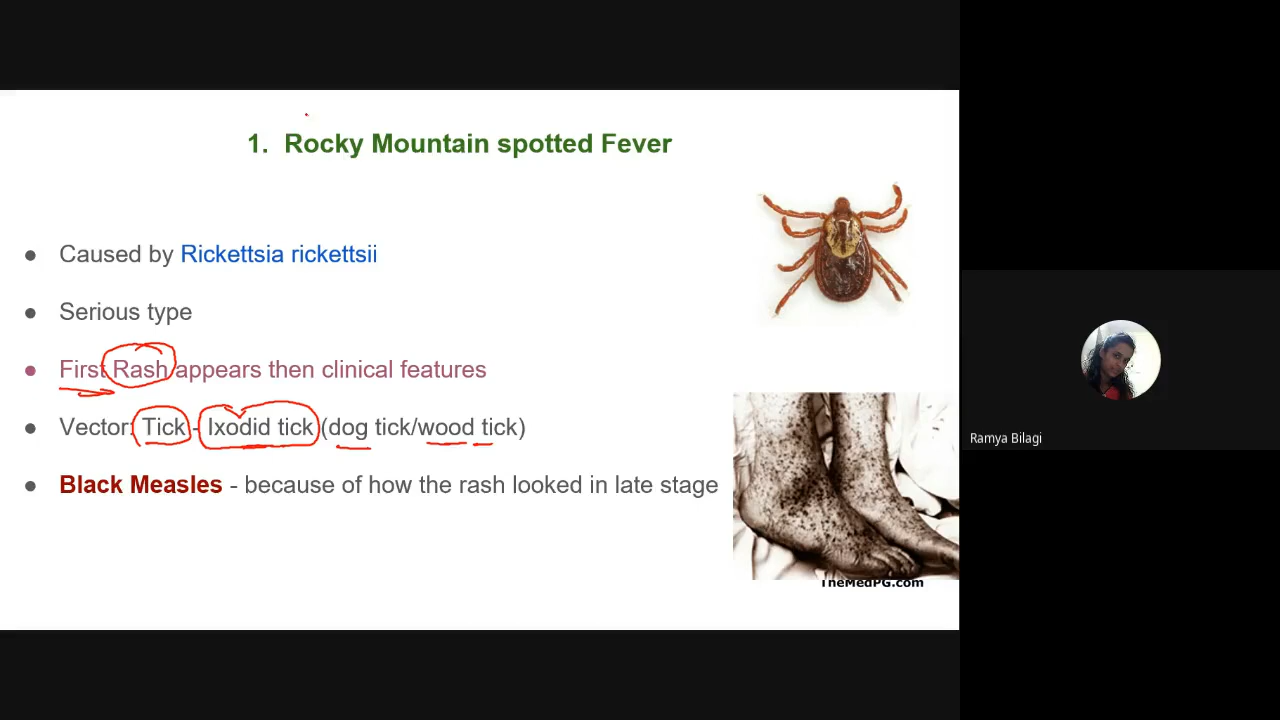 1. Rocky Mountain spotted Fever
● Caused by Rickettsia rickettsii
● Serious type
● First Rash appears then clinical features
● Vector: Tick - Ixodid tick (dog tick/wood tick)
● Black Measles - because of how the rash looked in late stage
TheMedPG.com
Ramya Bilagi